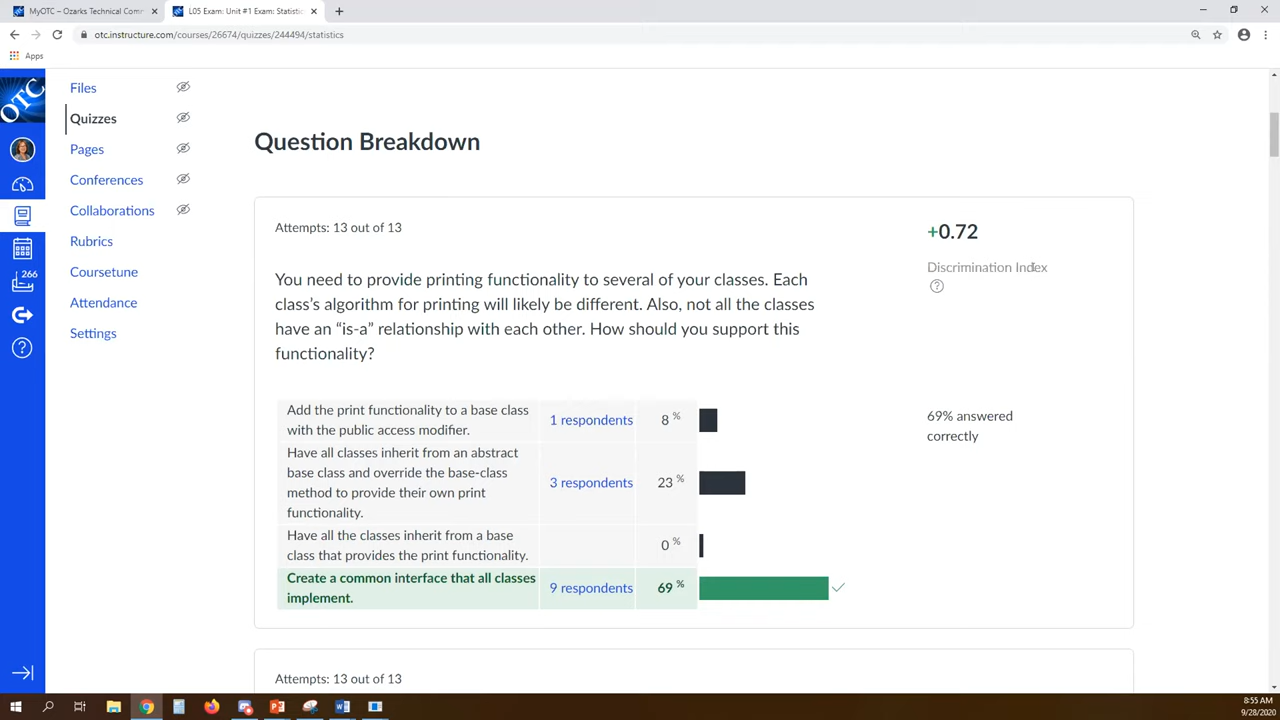 MyOTC – Ozarks Technical Comm
L05 Exam: Unit #1 Exam: Statistic
otc.instructure.com/courses/26674/quizzes/244494/statistics
Apps
OTC
266
Files
Quizzes
Pages
Conferences
Collaborations
Rubrics
Coursetune
Attendance
Settings
Question Breakdown
Attempts: 13 out of 13
+0.72
Discrimination Index
You need to provide printing functionality to several of your classes. Each
class’s algorithm for printing will likely be different. Also, not all the classes
have an “is-a” relationship with each other. How should you support this
functionality?
Add the print functionality to a base class
with the public access modifier.
1 respondents
8 %
Have all classes inherit from an abstract
base class and override the base-class
method to provide their own print
functionality.
3 respondents
23 %
Have all the classes inherit from a base
class that provides the print functionality.
0 %
Create a common interface that all classes
implement.
9 respondents
69 %
69% answered
correctly
Attempts: 13 out of 13
8:55 AM
9/28/2020